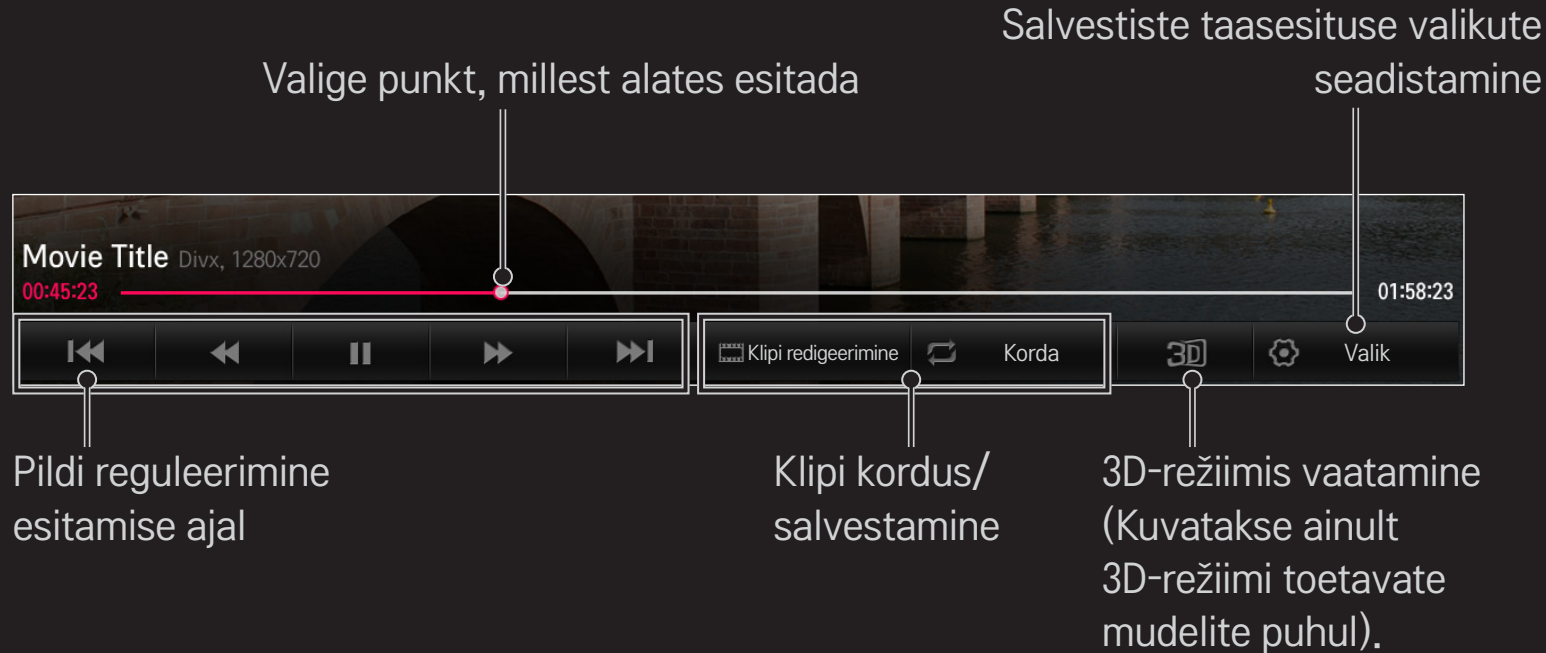 Salvestiste taasesituse valikute
seadistamine
Valige punkt, millest alates esitada
Movie Title Divx, 1280x720
00:45:23
01:58:23
Klipi redigeerimine
Korda
3D
Valik
Pildi reguleerimine
esitamise ajal
Klipi kordus/
salvestamine
3D-režiimis vaatamine
(Kuvatakse ainult
3D-režiimi toetavate
mudelite puhul).